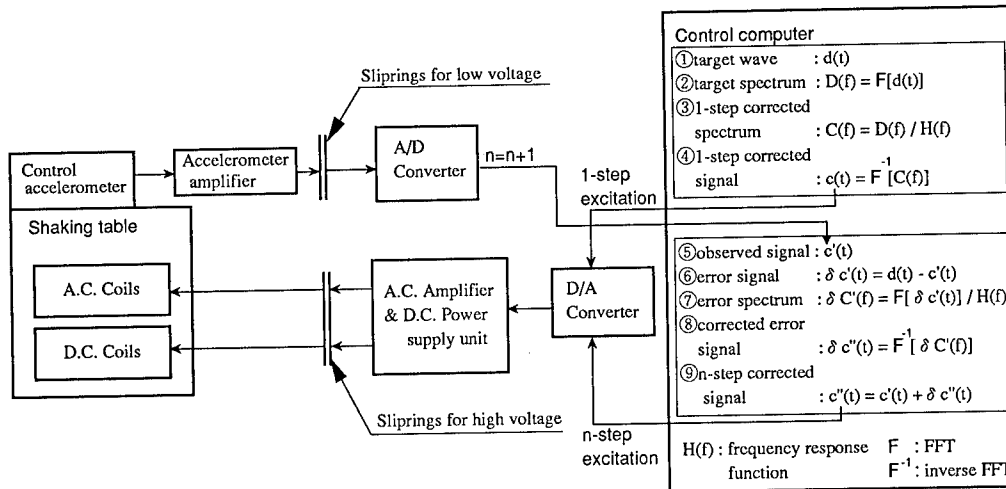 Control computer
①target wave : d(t)
②target spectrum : D(f) = F[d(t)]
③1-step corrected
spectrum : C(f) = D(f) / H(f)
④1-step corrected
signal : c(t) = F⁻¹[C(f)]
Sliprings for low voltage
Control
accelerometer
Accelerometer
amplifier
A/D
Converter
n=n+1
1-step
excitation
Shaking table
A.C. Coils
D.C. Coils
A.C. Amplifier
& D.C. Power
supply unit
D/A
Converter
⑤observed signal : c'(t)
⑥error signal : δ c'(t) = d(t) - c'(t)
⑦error spectrum : δ C'(f) = F[ δ c'(t)] / H(f)
⑧corrected error
signal : δ c"(t) = F⁻¹[ δ C'(f)]
⑨n-step corrected
signal : c"(t) = c'(t) + δ c"(t)
Sliprings for high voltage
n-step
excitation
H(f) : frequency response F : FFT
function F⁻¹ : inverse FFT